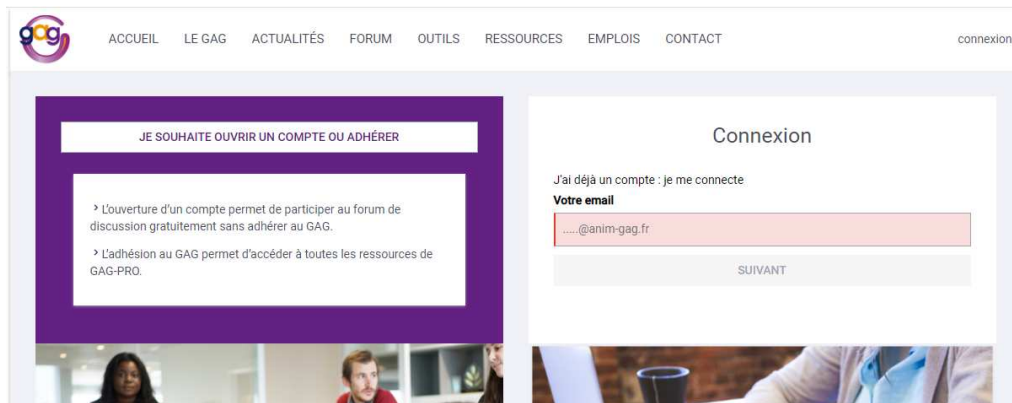 gag
ACCUEIL LE GAG ACTUALITÉS FORUM OUTILS RESSOURCES EMPLOIS CONTACT connexion
JE SOUHAITE OUVRIR UN COMPTE OU ADHÉRER
> L'ouverture d'un compte permet de participer au forum de
discussion gratuitement sans adhérer au GAG.
> L'adhésion au GAG permet d'accéder à toutes les ressources de
GAG-PRO.
Connexion
J'ai déjà un compte : je me connecte
Votre email
.....@anim-gag.fr
SUIVANT